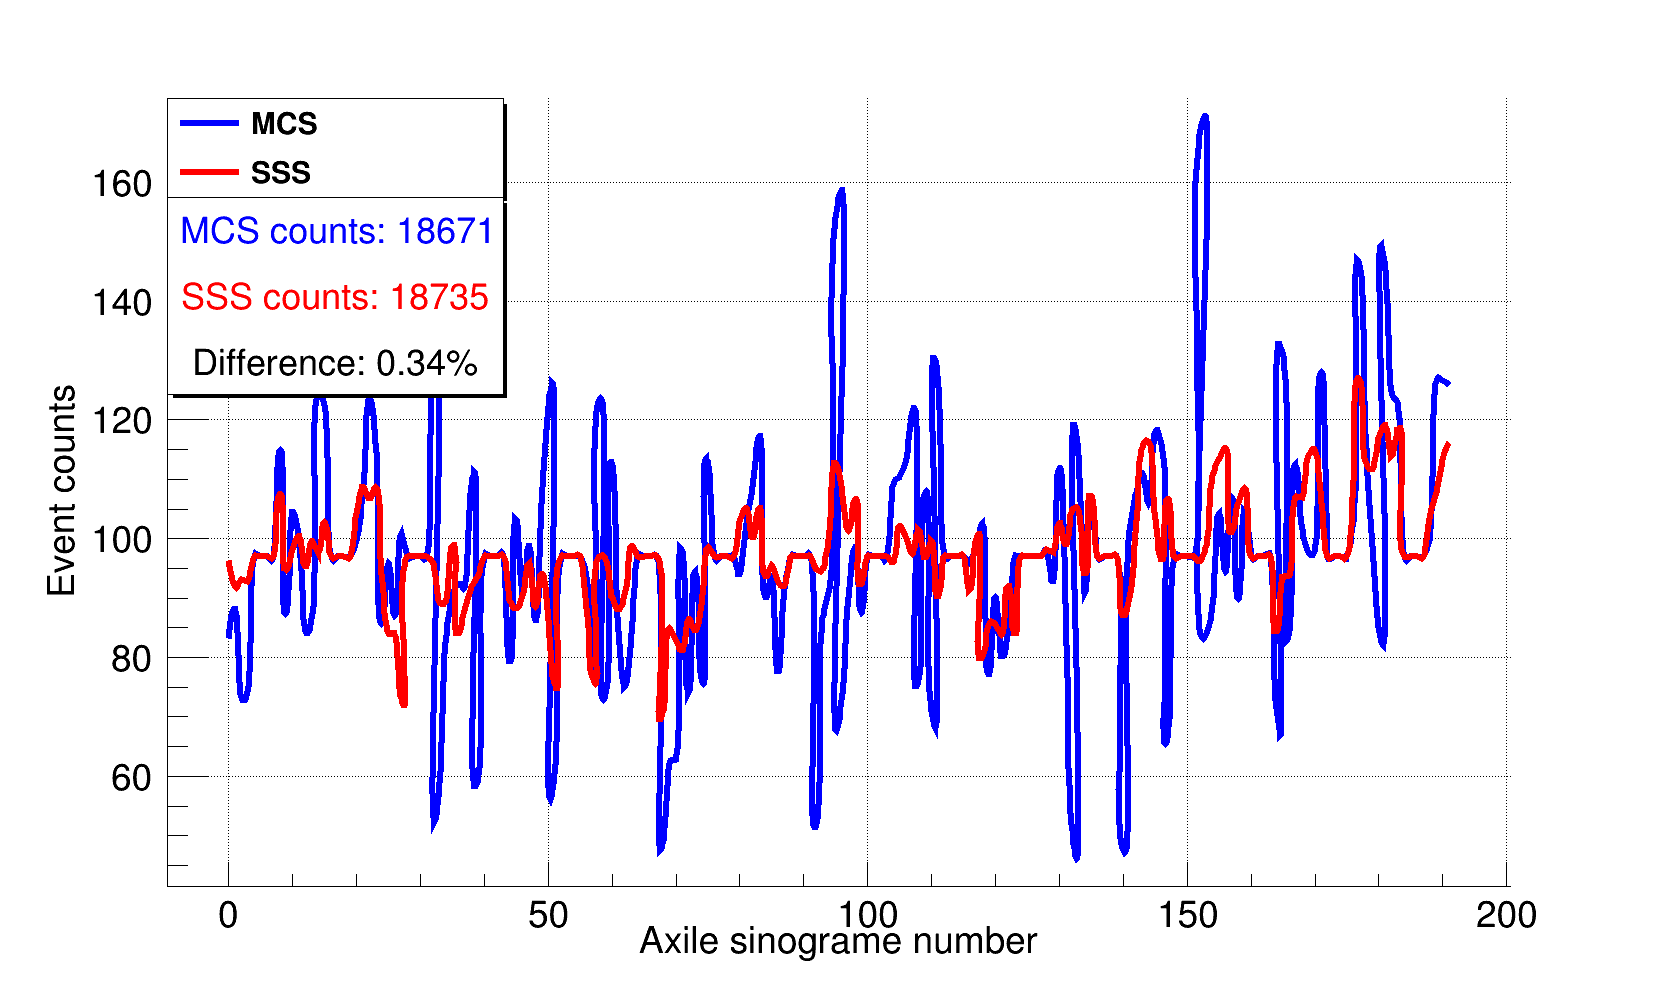 MCS
SSS
MCS counts: 18671
SSS counts: 18735
Difference: 0.34%
160
140
120
100
80
60
Event counts
0 50 100 150 200
Axile sinograme number